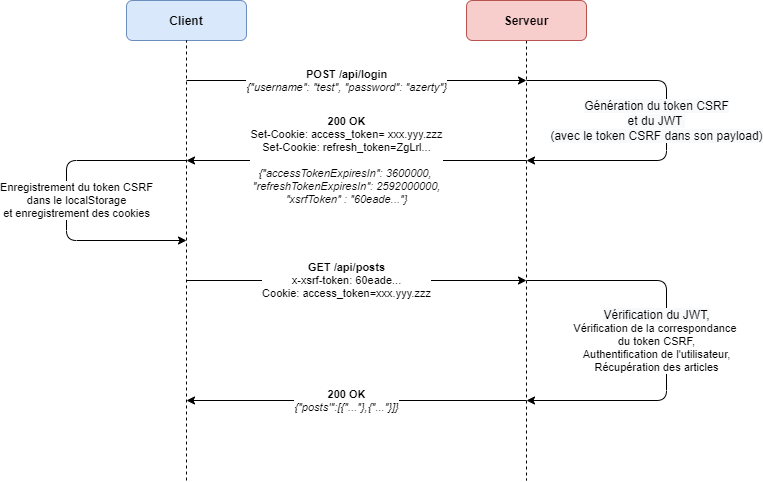 Client
Serveur
POST /api/login
{"username": "test", "password": "azerty"}
Génération du token CSRF
et du JWT
(avec le token CSRF dans son payload)
200 OK
Set-Cookie: access_token= xxx.yyy.zzz
Set-Cookie: refresh_token=ZgLrI...
{"accessTokenExpiresIn": 3600000,
"refreshTokenExpiresIn": 2592000000,
"xsrfToken" : "60eade..."}
Enregistrement du token CSRF
dans le localStorage
et enregistrement des cookies
GET /api/posts
x-xsrf-token: 60eade...
Cookie: access_token=xxx.yyy.zzz
Vérification du JWT,
Vérification de la correspondance
du token CSRF,
Authentification de l'utilisateur,
Récupération des articles
200 OK
{"posts":[{"..."},{"..."}]}